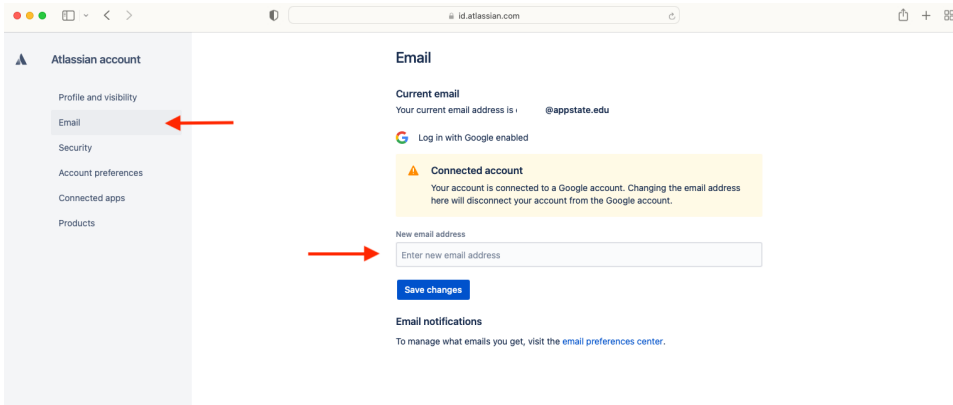 id.atlassian.com
Atlassian account
Profile and visibility
Email
Security
Account preferences
Connected apps
Products
Email
Current email
Your current email address is @appstate.edu
Log in with Google enabled
Connected account
Your account is connected to a Google account. Changing the email address
here will disconnect your account from the Google account.
New email address
Enter new email address
Save changes
Email notifications
To manage what emails you get, visit the email preferences center.